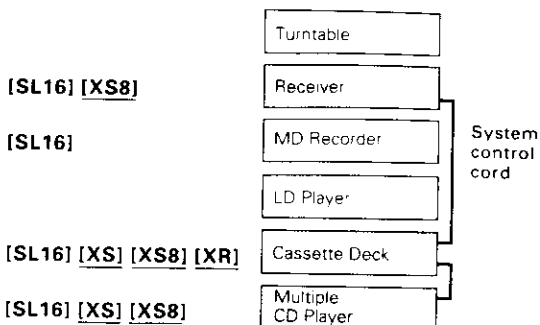 Turntable
[SL16] [XS8] Receiver
[SL16] MD Recorder
System
control
cord
LD Player
[SL16] [XS] [XS8] [XR] Cassette Deck
[SL16] [XS] [XS8] Multiple
CD Player